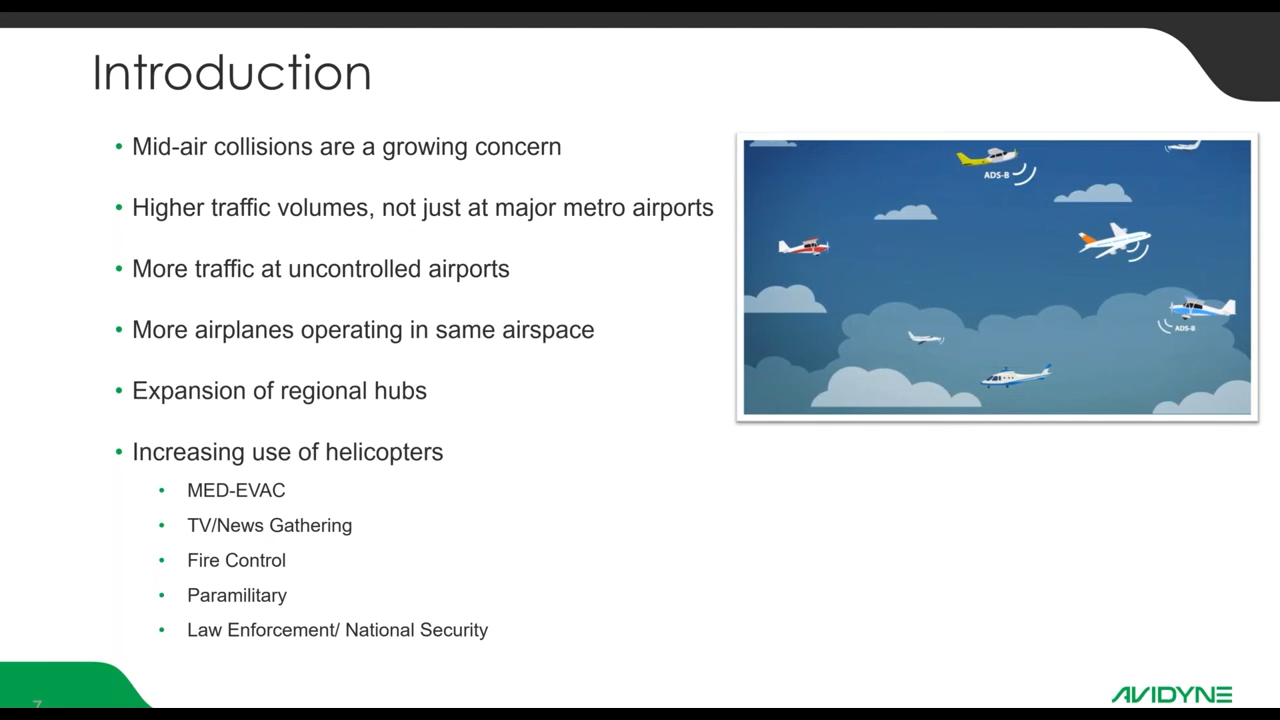 Introduction
• Mid-air collisions are a growing concern
• Higher traffic volumes, not just at major metro airports
• More traffic at uncontrolled airports
• More airplanes operating in same airspace
• Expansion of regional hubs
• Increasing use of helicopters
• MED-EVAC
• TV/News Gathering
• Fire Control
• Paramilitary
• Law Enforcement/ National Security
ADS-B
ADS-B
7
AVIDYNE